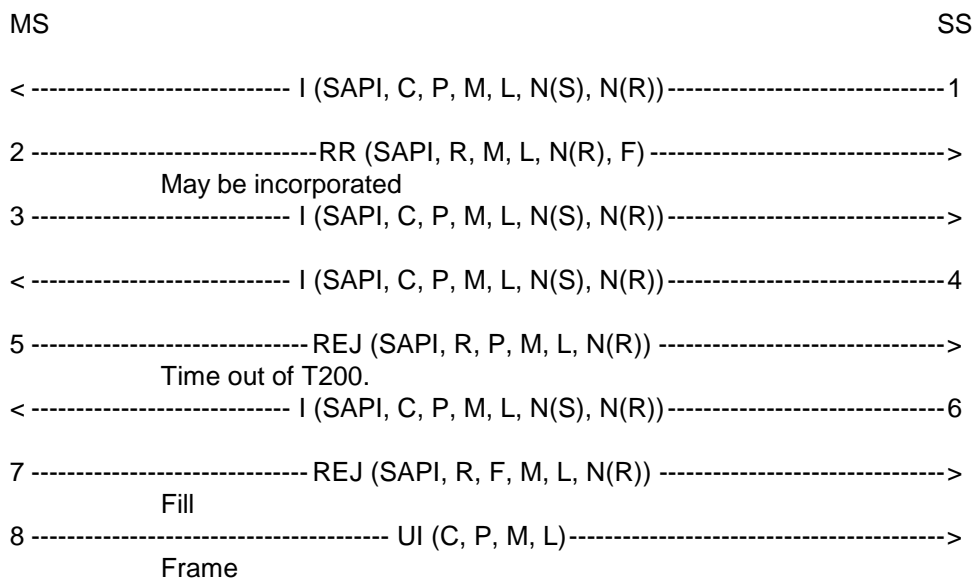 MS SS
< ----------------------------- I (SAPI, C, P, M, L, N(S), N(R))-------------------------------1
2 --------------------------------RR (SAPI, R, M, L, N(R), F) --------------------------------->
May be incorporated
3 ----------------------------- I (SAPI, C, P, M, L, N(S), N(R))------------------------------->
< ----------------------------- I (SAPI, C, P, M, L, N(S), N(R))-------------------------------4
5 -------------------------------REJ (SAPI, R, P, M, L, N(R)) -------------------------------->
Time out of T200.
< ----------------------------- I (SAPI, C, P, M, L, N(S), N(R))-------------------------------6
7 -------------------------------REJ (SAPI, R, F, M, L, N(R)) -------------------------------->
Fill
8 ---------------------------------------- UI (C, P, M, L)------------------------------------------>
Frame